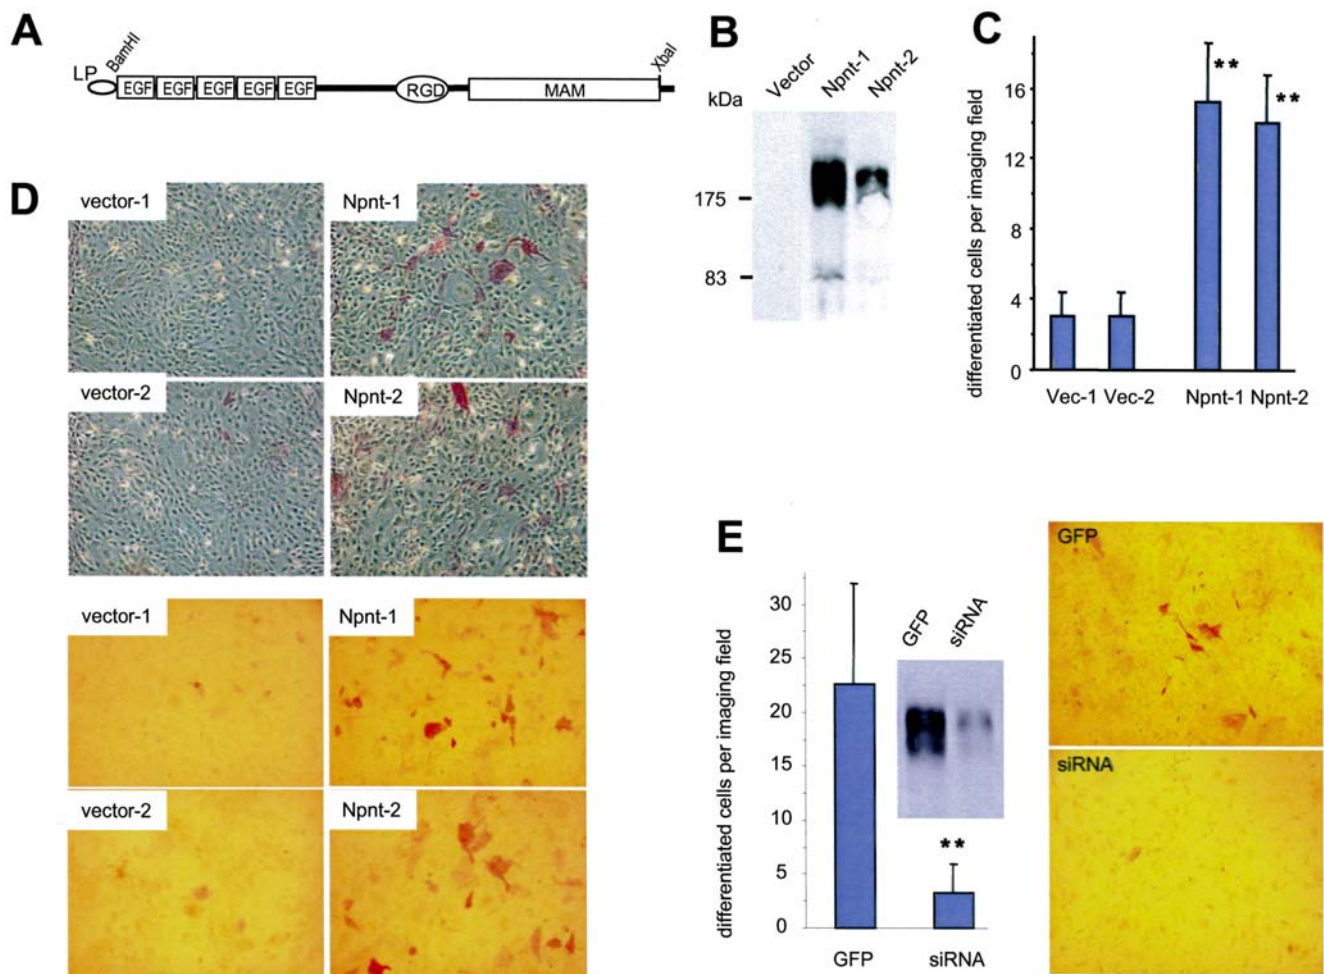 A
LP
BamHI
EGF EGF EGF EGF EGF
RGD
MAM
XbaI
B
Vector
Npnt-1
Npnt-2
kDa
175
83
C
differentiated cells per imaging field
16
12
8
4
0
**
**
Vec-1 Vec-2 Npnt-1 Npnt-2
D
vector-1
Npnt-1
vector-2
Npnt-2
vector-1
Npnt-1
vector-2
Npnt-2
E
differentiated cells per imaging field
30
25
20
15
10
5
0
GFP
siRNA
**
GFP siRNA
GFP
siRNA